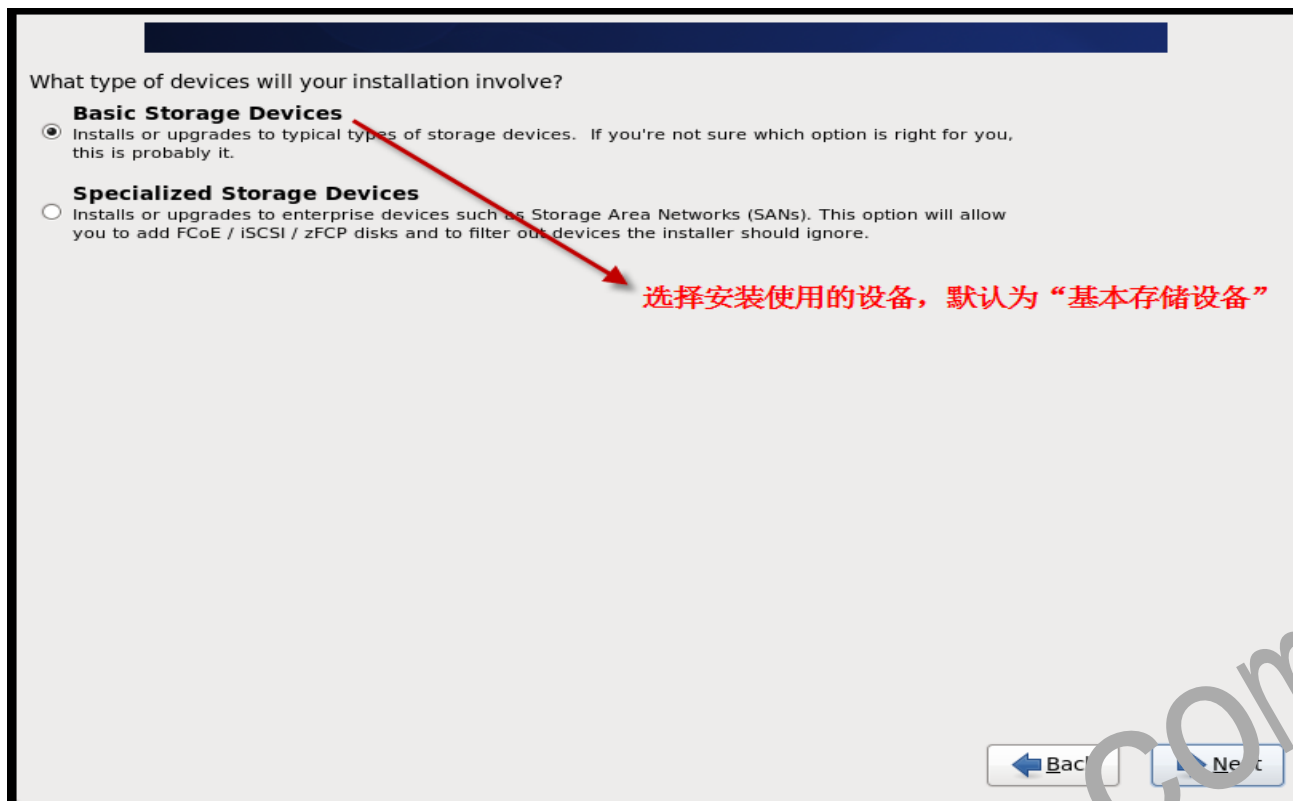 What type of devices will your installation involve?
Basic Storage Devices
Installs or upgrades to typical types of storage devices.  If you're not sure which option is right for you,
this is probably it.
Specialized Storage Devices
Installs or upgrades to enterprise devices such as Storage Area Networks (SANs). This option will allow
you to add FCoE / iSCSI / zFCP disks and to filter out devices the installer should ignore.
选择安装使用的设备，默认为“基本存储设备”
Back
Next
com